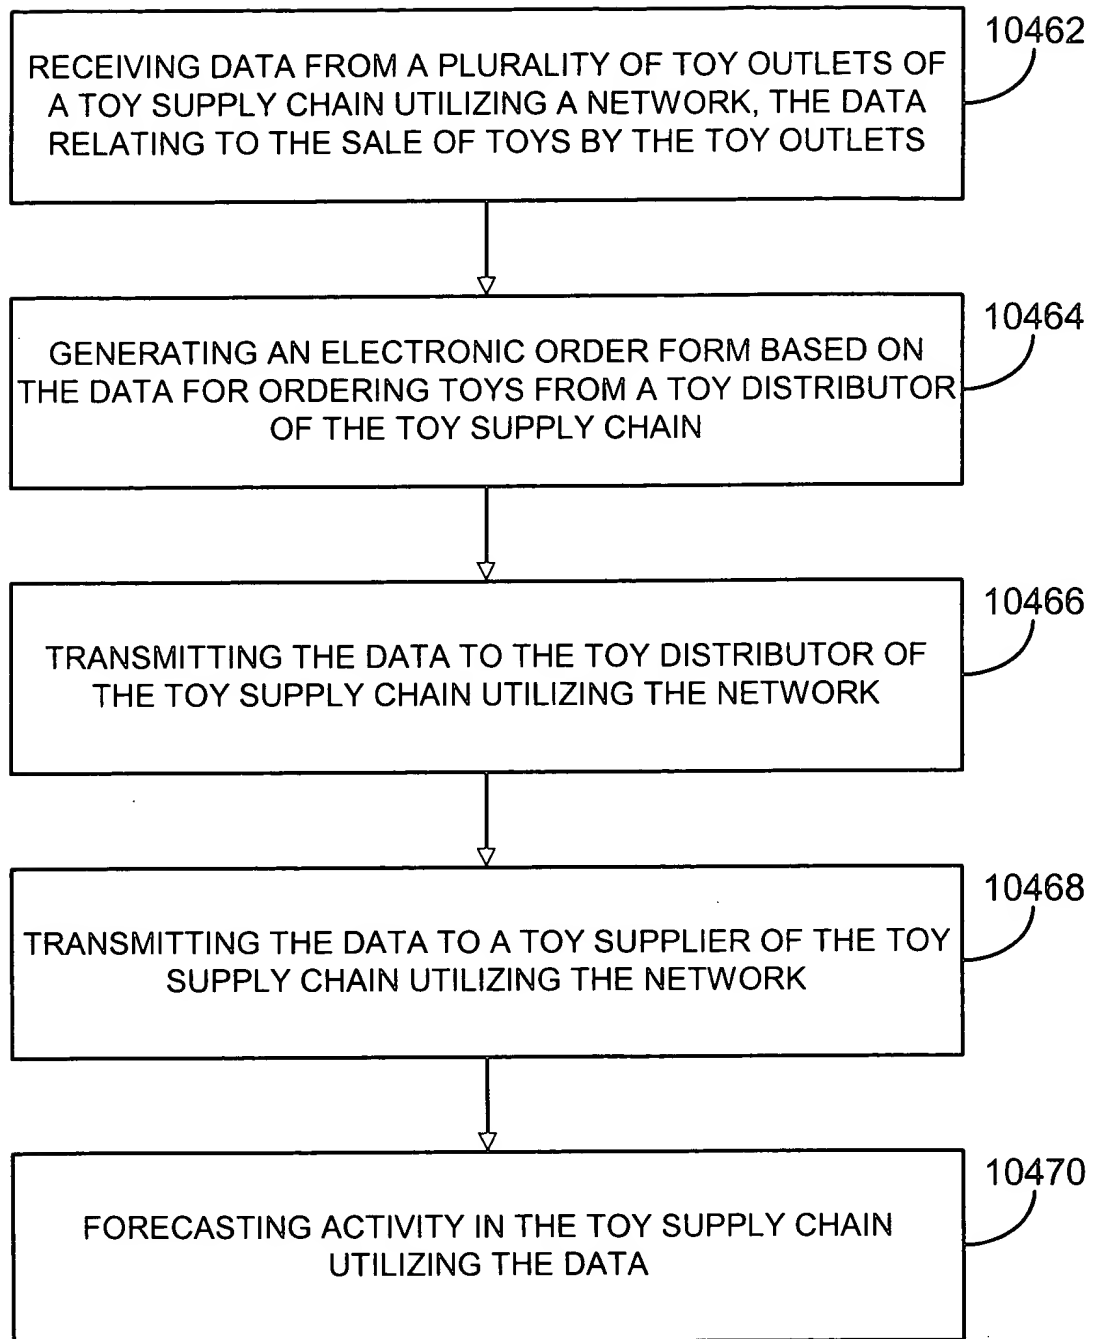 10462
RECEIVING DATA FROM A PLURALITY OF TOY OUTLETS OF
A TOY SUPPLY CHAIN UTILIZING A NETWORK, THE DATA
RELATING TO THE SALE OF TOYS BY THE TOY OUTLETS
10464
GENERATING AN ELECTRONIC ORDER FORM BASED ON
THE DATA FOR ORDERING TOYS FROM A TOY DISTRIBUTOR
OF THE TOY SUPPLY CHAIN
10466
TRANSMITTING THE DATA TO THE TOY DISTRIBUTOR OF
THE TOY SUPPLY CHAIN UTILIZING THE NETWORK
10468
TRANSMITTING THE DATA TO A TOY SUPPLIER OF THE TOY
SUPPLY CHAIN UTILIZING THE NETWORK
10470
FORECASTING ACTIVITY IN THE TOY SUPPLY CHAIN
UTILIZING THE DATA